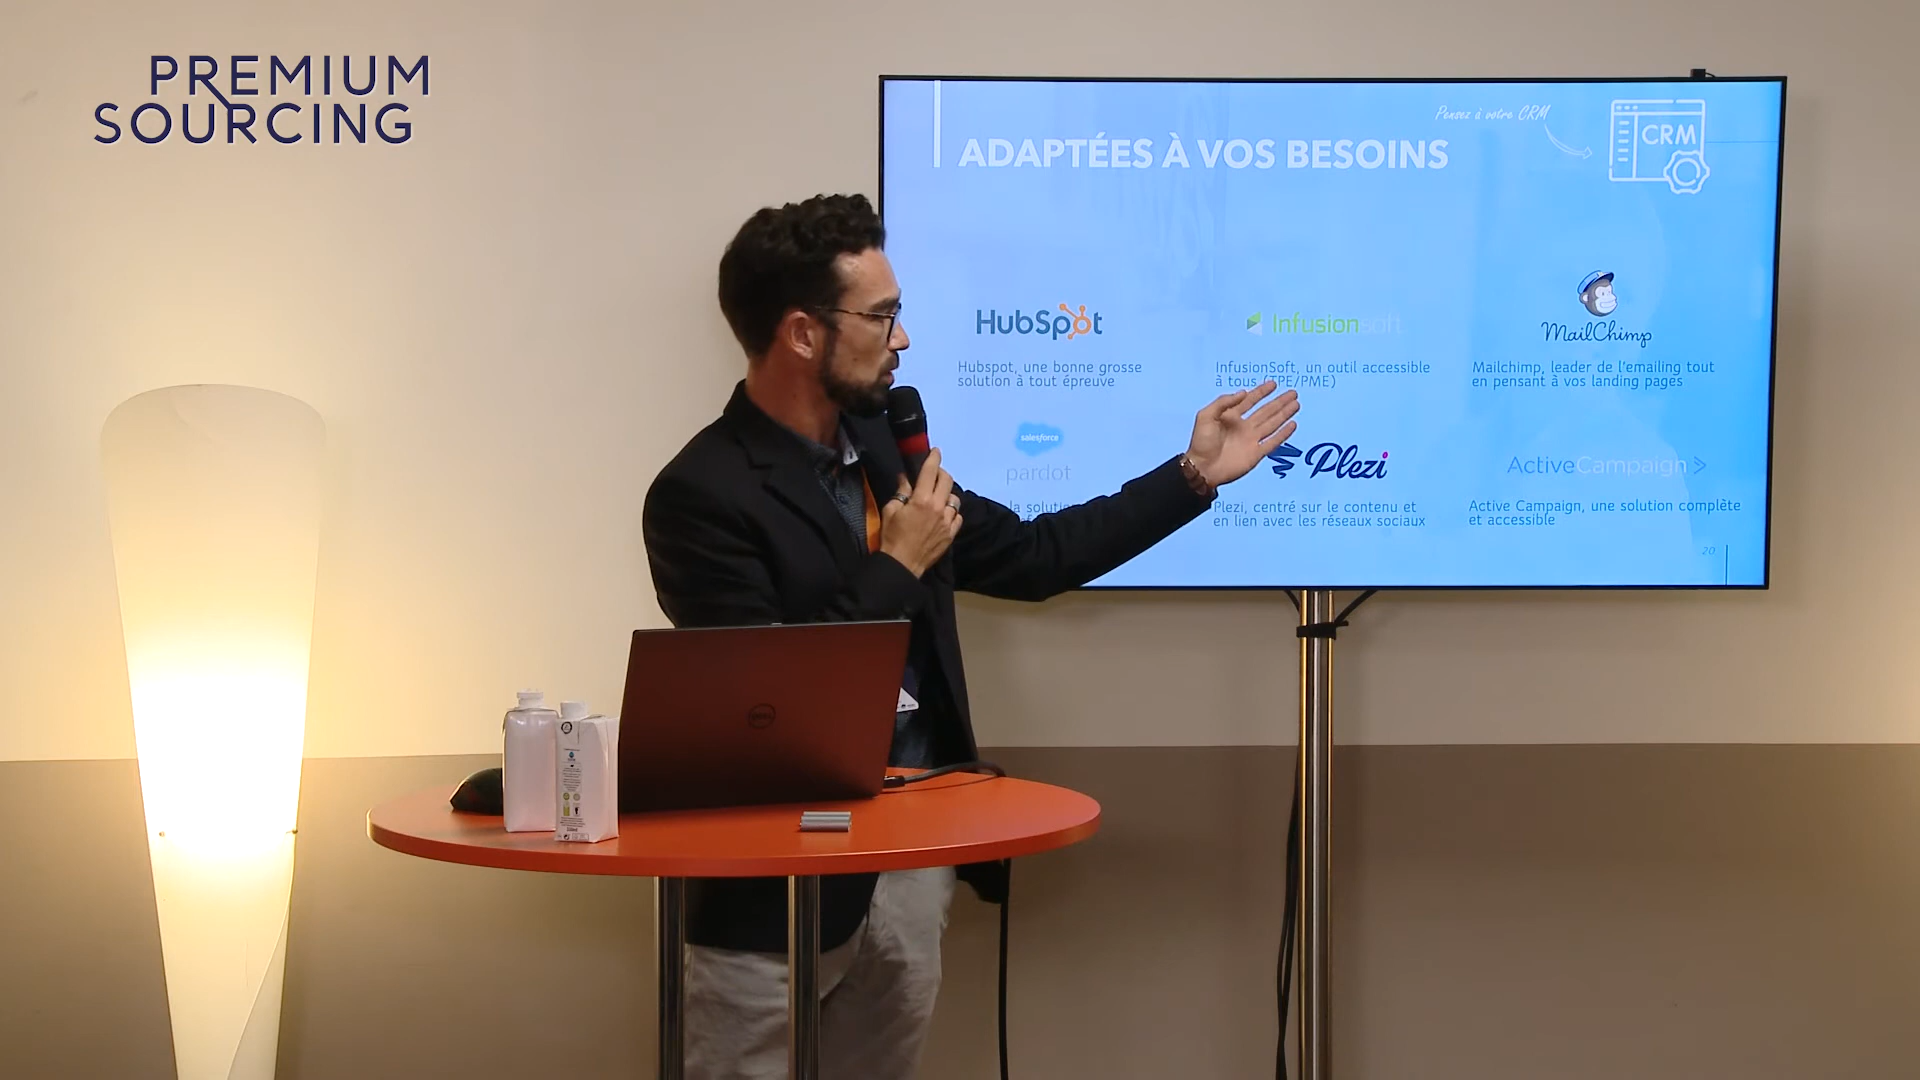 PREMIUM
SOURCING
Pensez à votre CRM
CRM
ADAPTÉES À VOS BESOINS
HubSpot
Hubspot, une bonne grosse
solution à tout épreuve
Infusionsoft
InfusionSoft, un outil accessible
à tous (TPE/PME)
MailChimp
Mailchimp, leader de l'emailing tout
en pensant à vos landing pages
salesforce
pardot
la
Plezi
Plezi, centré sur le contenu et
en lien avec les réseaux sociaux
ActiveCampaign >
Active Campaign, une solution complète
et accessible
20
DELL